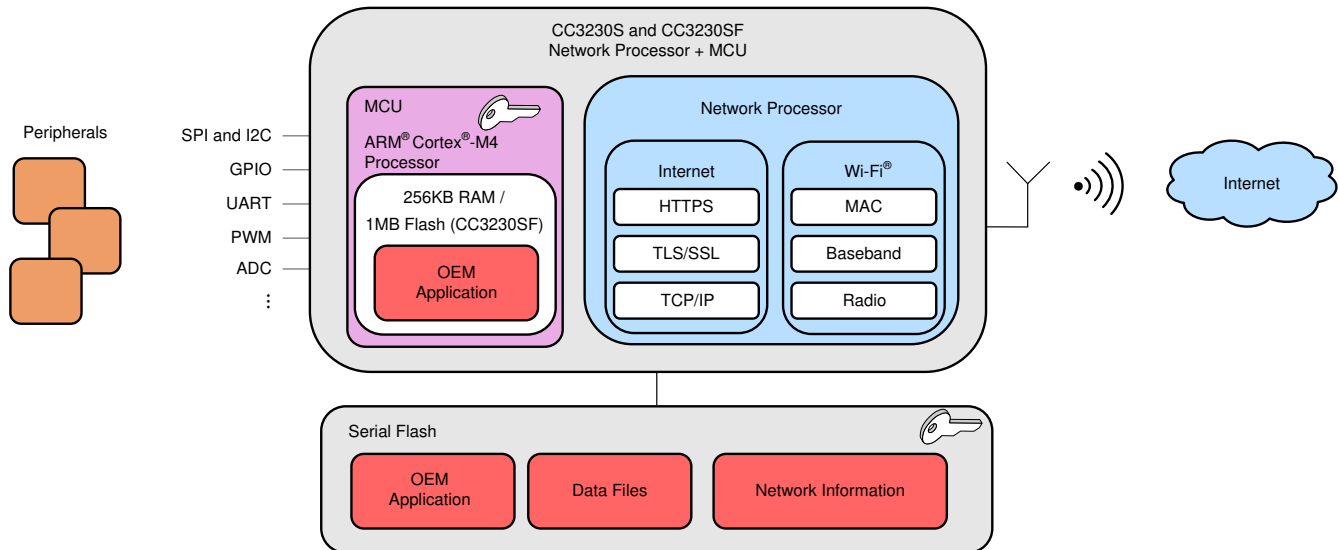 CC3230S and CC3230SF
Network Processor + MCU
MCU
ARM® Cortex®-M4
Processor
256KB RAM /
1MB Flash (CC3230SF)
OEM
Application
Network Processor
Internet
HTTPS
TLS/SSL
TCP/IP
Wi-Fi®
MAC
Baseband
Radio
Peripherals
SPI and I2C
GPIO
UART
PWM
ADC
⋮
Internet
Serial Flash
OEM
Application
Data Files
Network Information